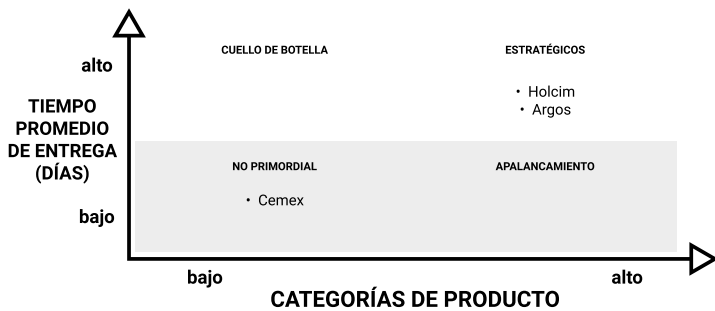 CUELLO DE BOTELLA
ESTRATÉGICOS
alto
• Holcim
• Argos
TIEMPO
PROMEDIO
DE ENTREGA
(DÍAS)
NO PRIMORDIAL
APALANCAMIENTO
• Cemex
bajo
bajo
alto
CATEGORÍAS DE PRODUCTO